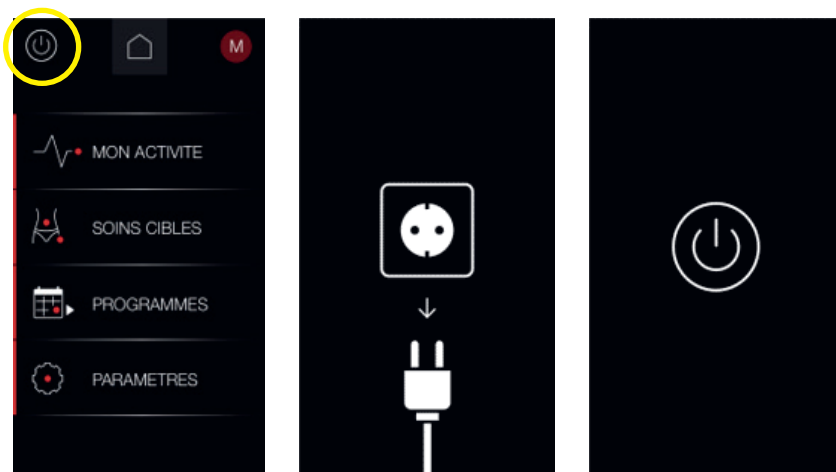 M
MON ACTIVITE
SOINS CIBLES
PROGRAMMES
PARAMETRES